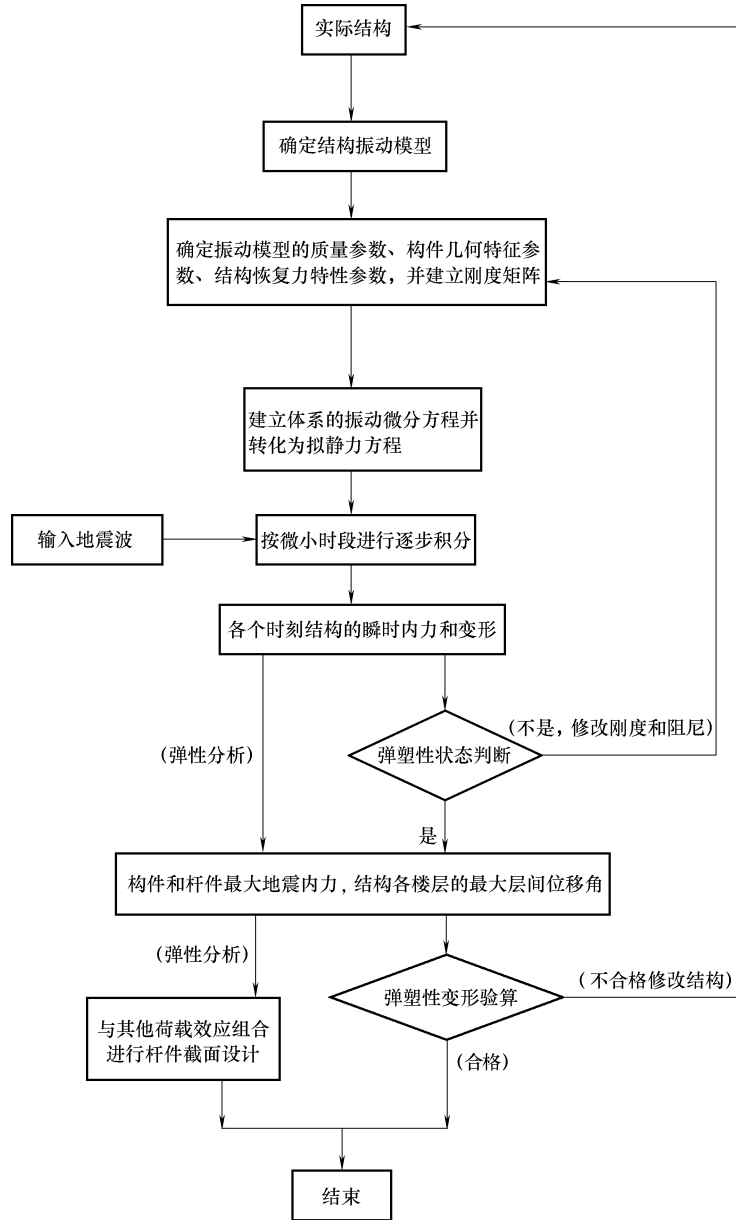 实际结构
确定结构振动模型
确定振动模型的质量参数、构件几何特征参
数、结构恢复力特性参数，并建立刚度矩阵
建立体系的振动微分方程并
转化为拟静力方程
输入地震波
按微小时段进行逐步积分
各个时刻结构的瞬时内力和变形
(不是，修改刚度和阻尼)
(弹性分析)
弹塑性状态判断
是
构件和杆件最大地震内力，结构各楼层的最大层间位移角
(弹性分析)
(不合格修改结构)
弹塑性变形验算
与其他荷载效应组合
进行杆件截面设计
(合格)
结束